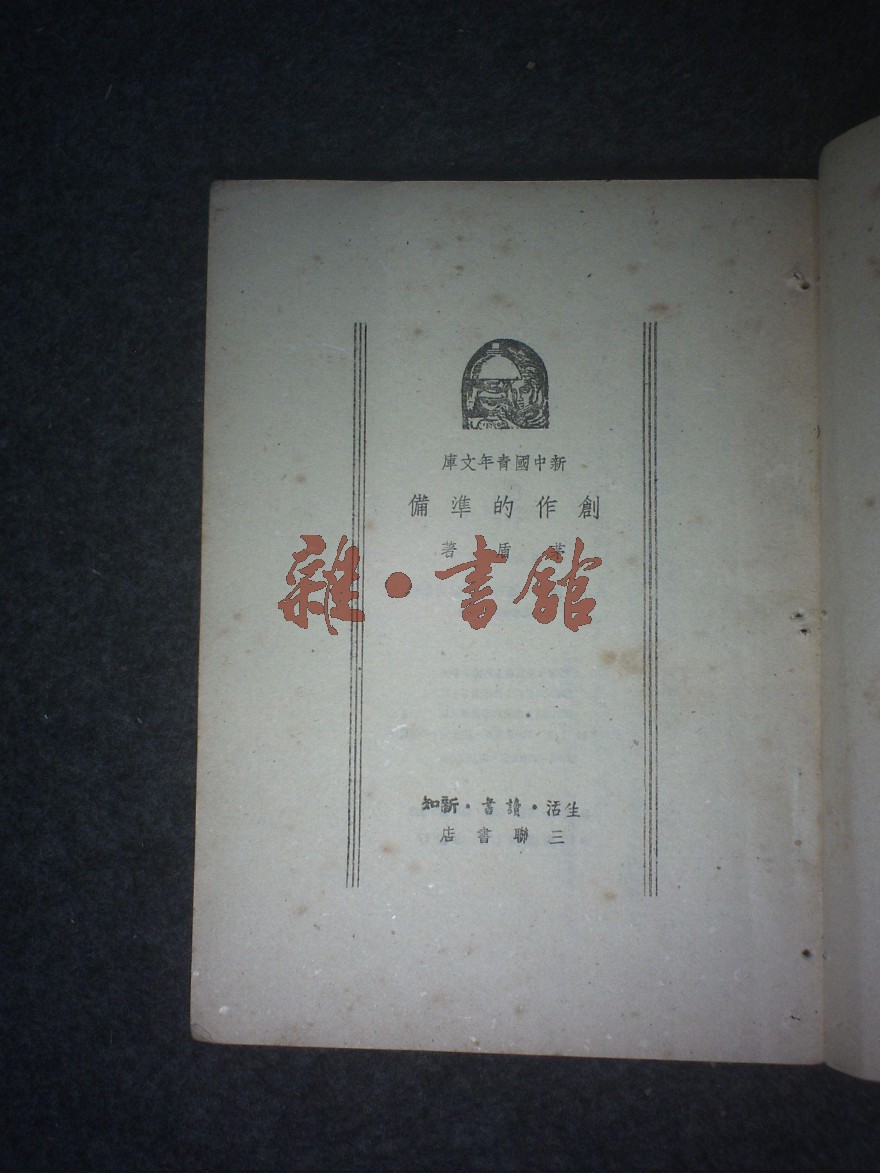 新中國青年文庫
創作的準備
茅盾著
雜·書館
生活·讀書·新知
三聯書店